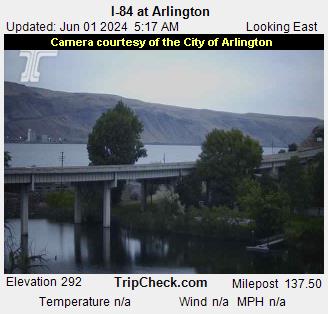 I-84 at Arlington
Updated: Jun 01 2024 5:17 AM Looking East
Camera courtesy of the City of Arlington
Elevation 292 TripCheck.com Milepost 137.50
Temperature n/a Wind n/a MPH n/a